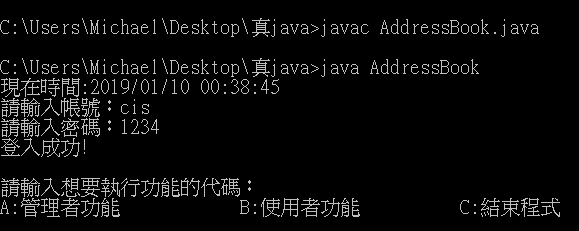 C:\Users\Michael\Desktop\真java>javac AddressBook.java
C:\Users\Michael\Desktop\真java>java AddressBook
現在時間:2019/01/10 00:38:45
請輸入帳號：cis
請輸入密碼：1234
登入成功!
請輸入想要執行功能的代碼：
A:管理者功能 B:使用者功能 C:結束程式